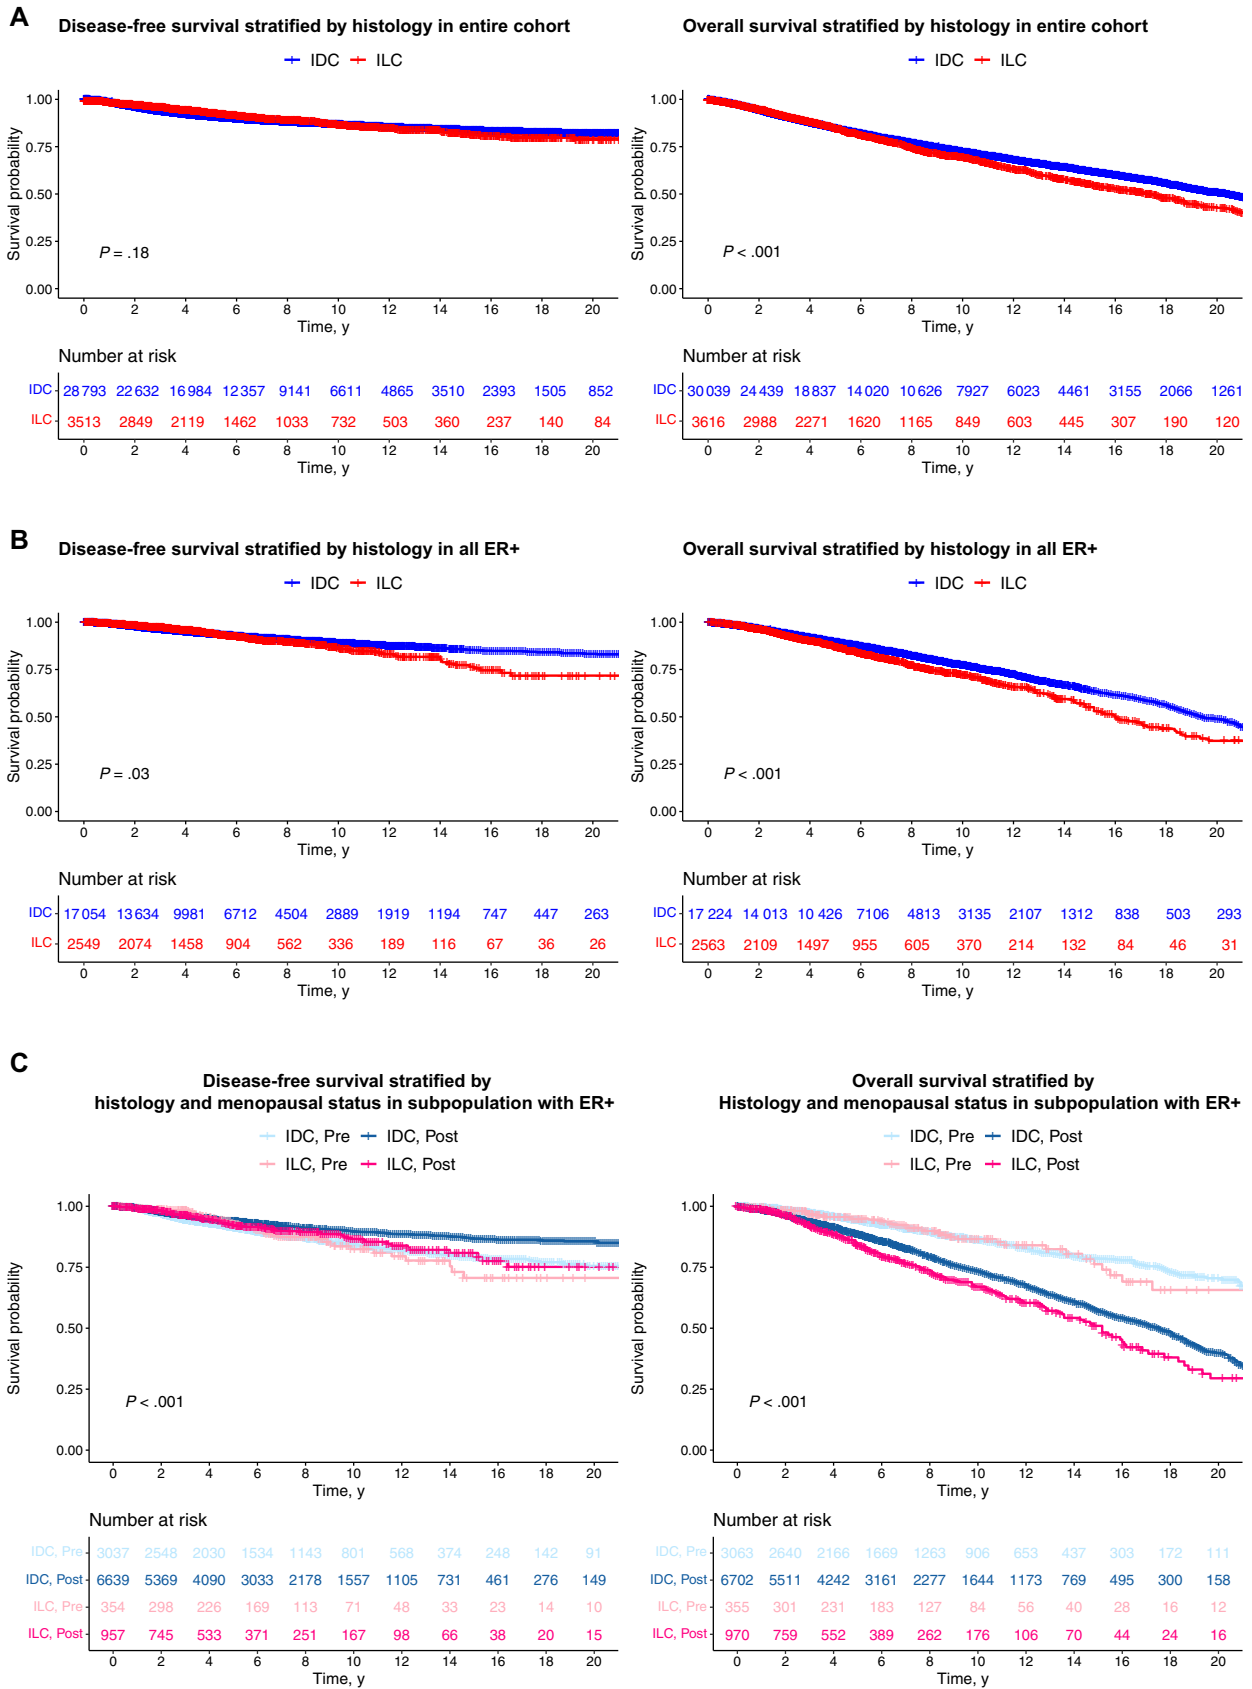 A
Disease-free survival stratified by histology in entire cohort
IDC ILC
Survival probability
1.00
0.75
0.50
0.25
0.00
P = .18
0 2 4 6 8 10 12 14 16 18 20
Time, y
Number at risk
IDC 28 793 22 632 16 984 12 357 9141 6611 4865 3510 2393 1505 852
ILC 3513 2849 2119 1462 1033 732 503 360 237 140 84
0 2 4 6 8 10 12 14 16 18 20
Time, y
Overall survival stratified by histology in entire cohort
IDC ILC
Survival probability
1.00
0.75
0.50
0.25
0.00
P < .001
0 2 4 6 8 10 12 14 16 18 20
Time, y
Number at risk
IDC 30 039 24 439 18 837 14 020 10 626 7927 6023 4461 3155 2066 1261
ILC 3616 2988 2271 1620 1165 849 603 445 307 190 120
0 2 4 6 8 10 12 14 16 18 20
Time, y
B
Disease-free survival stratified by histology in all ER+
IDC ILC
Survival probability
1.00
0.75
0.50
0.25
0.00
P = .03
0 2 4 6 8 10 12 14 16 18 20
Time, y
Number at risk
IDC 17 054 13 634 9981 6712 4504 2889 1919 1194 747 447 263
ILC 2549 2074 1458 904 562 336 189 116 67 36 26
0 2 4 6 8 10 12 14 16 18 20
Time, y
Overall survival stratified by histology in all ER+
IDC ILC
Survival probability
1.00
0.75
0.50
0.25
0.00
P < .001
0 2 4 6 8 10 12 14 16 18 20
Time, y
Number at risk
IDC 17 224 14 013 10 426 7106 4813 3135 2107 1312 838 503 293
ILC 2563 2109 1497 955 605 370 214 132 84 46 31
0 2 4 6 8 10 12 14 16 18 20
Time, y
C
Disease-free survival stratified by
histology and menopausal status in subpopulation with ER+
IDC, Pre IDC, Post
ILC, Pre ILC, Post
Survival probability
1.00
0.75
0.50
0.25
0.00
P < .001
0 2 4 6 8 10 12 14 16 18 20
Time, y
Number at risk
IDC, Pre 3037 2548 2030 1534 1143 801 568 374 248 142 91
IDC, Post 6639 5369 4090 3033 2178 1557 1105 731 461 276 149
ILC, Pre 354 298 226 169 113 71 48 33 23 14 10
ILC, Post 957 745 533 371 251 167 98 66 38 20 15
0 2 4 6 8 10 12 14 16 18 20
Time, y
Overall survival stratified by
Histology and menopausal status in subpopulation with ER+
IDC, Pre IDC, Post
ILC, Pre ILC, Post
Survival probability
1.00
0.75
0.50
0.25
0.00
P < .001
0 2 4 6 8 10 12 14 16 18 20
Time, y
Number at risk
IDC, Pre 3063 2640 2166 1669 1263 906 653 437 303 172 111
IDC, Post 6702 5511 4242 3161 2277 1644 1173 769 495 300 158
ILC, Pre 355 301 231 183 127 84 56 40 28 16 12
ILC, Post 970 759 552 389 262 176 106 70 44 24 16
0 2 4 6 8 10 12 14 16 18 20
Time, y